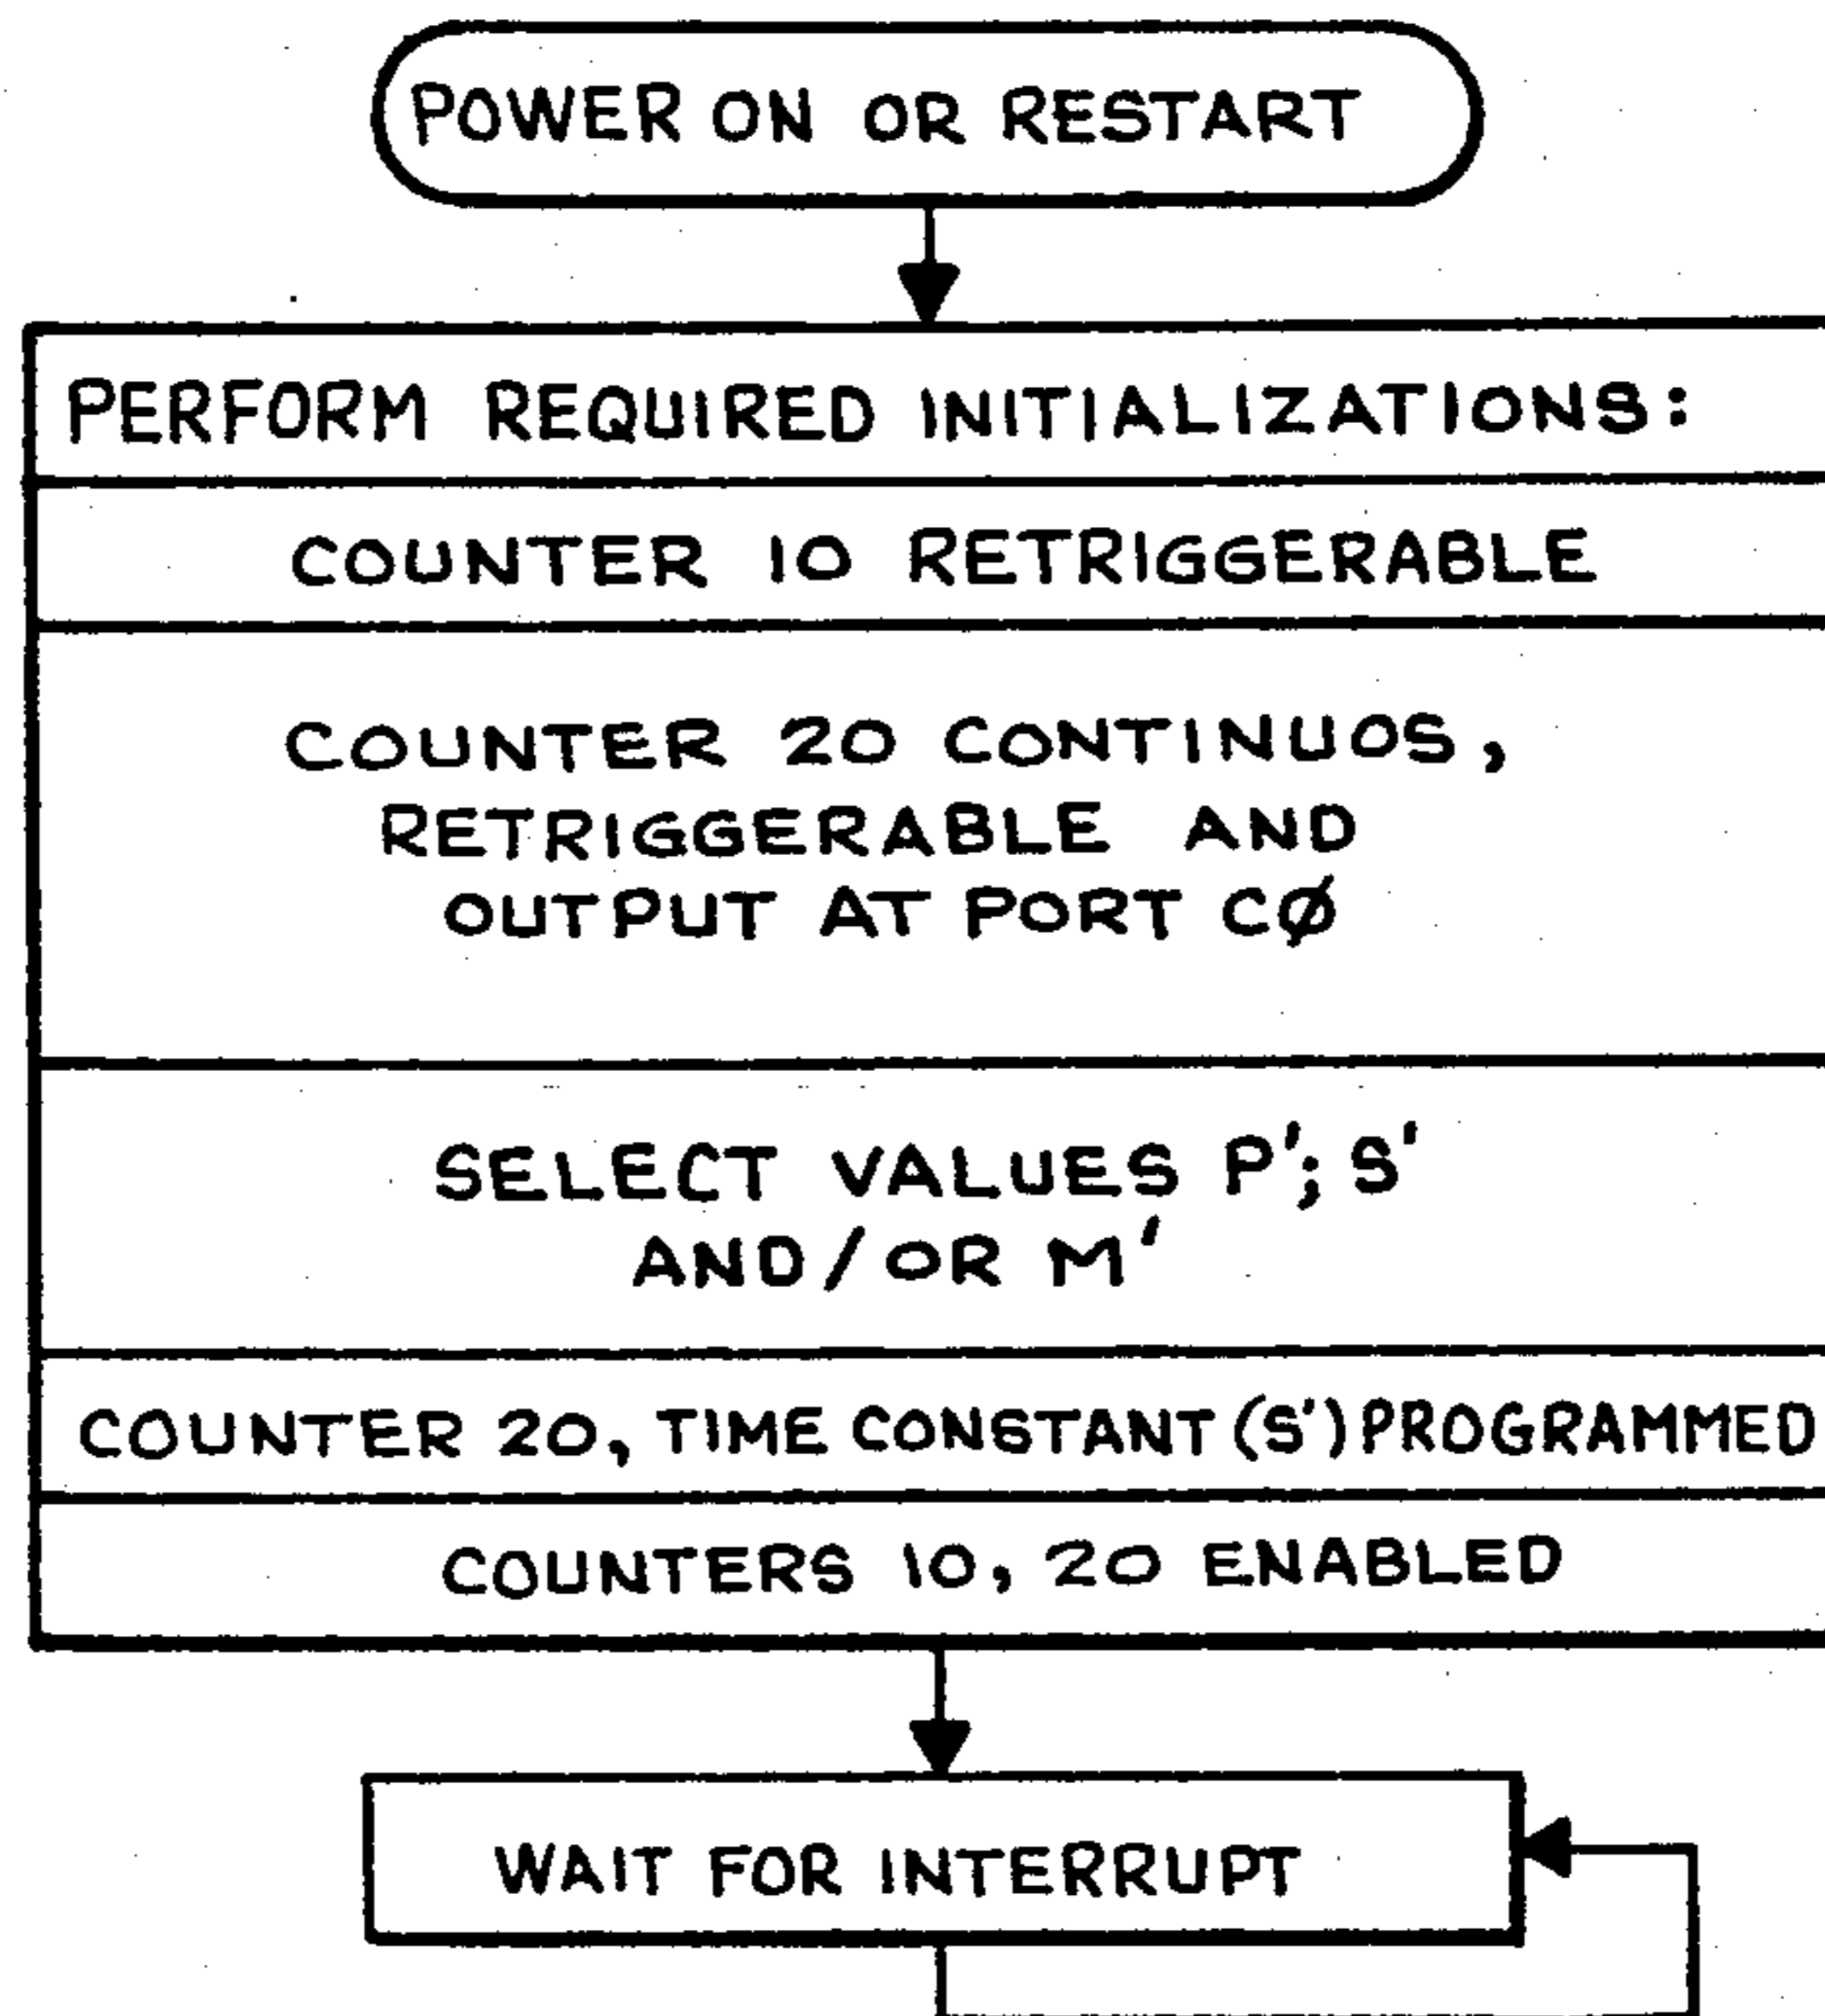 POWER ON OR RESTART
PERFORM REQUIRED INITIALIZATIONS:
COUNTER 10 RETRIGGERABLE
COUNTER 20 CONTINUOS,
RETRIGGERABLE AND
OUTPUT AT PORT CØ
SELECT VALUES P'; S'
AND/OR M'
COUNTER 20, TIME CONSTANT (S') PROGRAMMED
COUNTERS 10, 20 ENABLED
WAIT FOR INTERRUPT